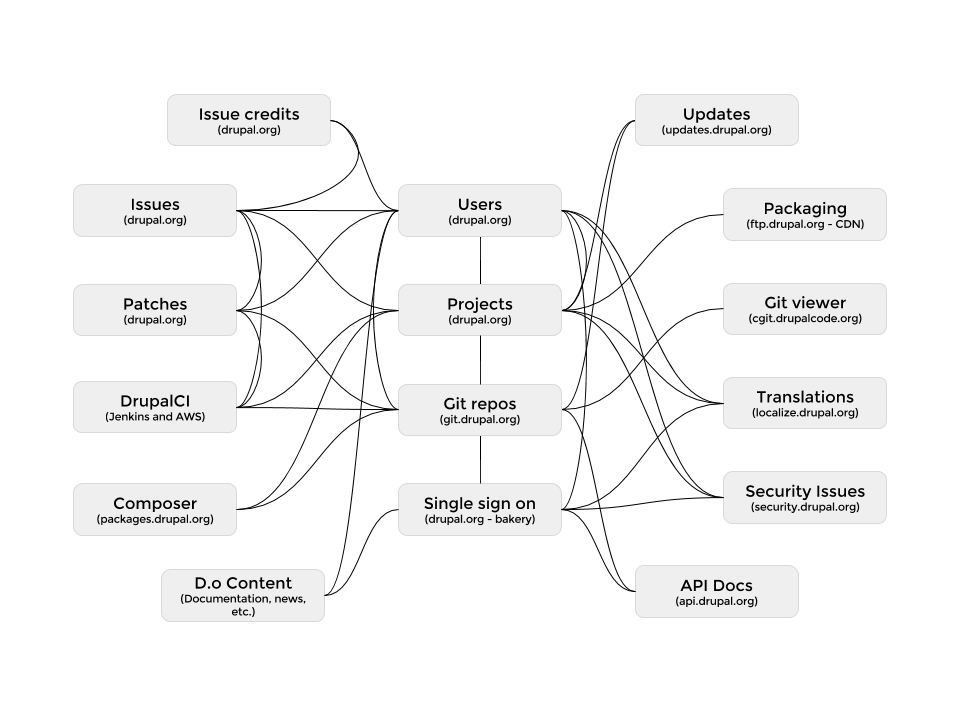 Issue credits
(drupal.org)
Updates
(updates.drupal.org)
Issues
(drupal.org)
Users
(drupal.org)
Packaging
(ftp.drupal.org - CDN)
Patches
(drupal.org)
Projects
(drupal.org)
Git viewer
(cgit.drupalcode.org)
DrupalCI
(Jenkins and AWS)
Git repos
(git.drupal.org)
Translations
(localize.drupal.org)
Composer
(packages.drupal.org)
Single sign on
(drupal.org - bakery)
Security Issues
(security.drupal.org)
D.o Content
(Documentation, news,
etc.)
API Docs
(api.drupal.org)